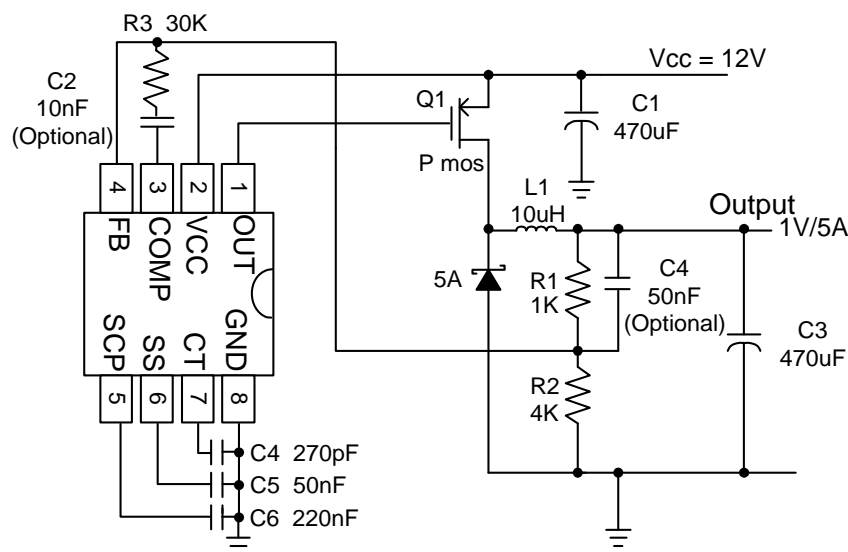 R3 30K
C2
10nF
(Optional)
Vcc = 12V
Q1
P mos
C1
470uF
4
3
2
1
FB
COMP
VCC
OUT
L1
10uH
Output
1V/5A
5A
R1
1K
C4
50nF
(Optional)
C3
470uF
SCP
SS
CT
GND
R2
4K
5
6
7
8
C4 270pF
C5 50nF
C6 220nF